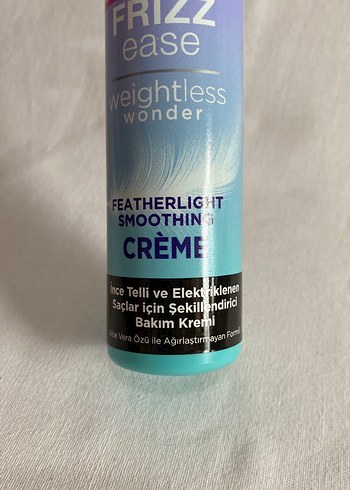 FRIZZ
ease
weightless
wonder
FEATHERLIGHT
SMOOTHING
CRÈME
İnce Telli ve Elektriklenen
Saçlar için Şekillendirici
Bakım Kremi
Aloe Vera Özü ile Ağırlaştırmayan Formül